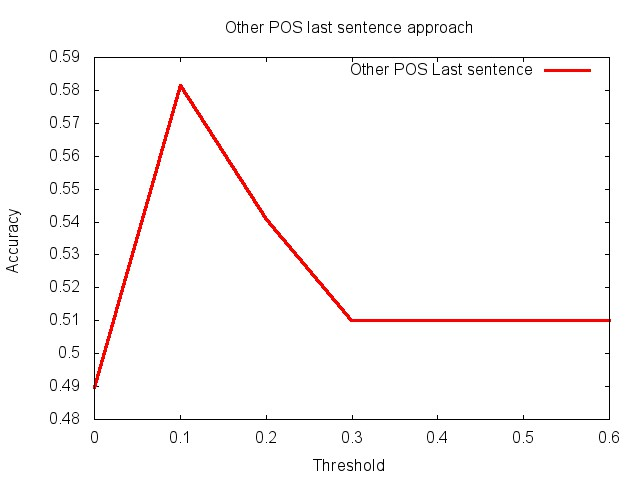 Other POS last sentence approach
Other POS Last sentence
0.59
0.58
0.57
0.56
0.55
0.54
0.53
0.52
0.51
0.5
0.49
0.48
Accuracy
0 0.1 0.2 0.3 0.4 0.5 0.6
Threshold